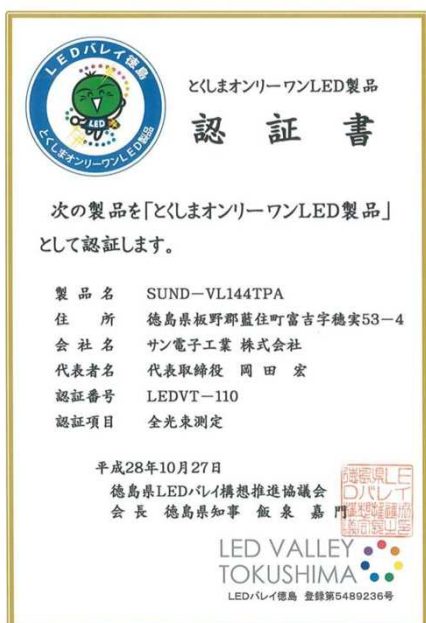 LEDバレイ徳島
LED
とくしまオンリーワンLED製品
とくしまオンリーワンLED製品
認証書
次の製品を「とくしまオンリーワンLED製品」
として認証します。
製品名 SUND-VL144TPA
住所 徳島県板野郡藍住町富吉字穂実53-4
会社名 サン電子工業 株式会社
代表者名 代表取締役 岡田 宏
認証番号 LEDVT-110
認証項目 全光束測定
平成28年10月27日
徳島県LEDバレイ構想推進協議会
会長 徳島県知事 飯泉嘉門
LED VALLEY
TOKUSHIMA
LEDバレイ徳島 登録第5489236号